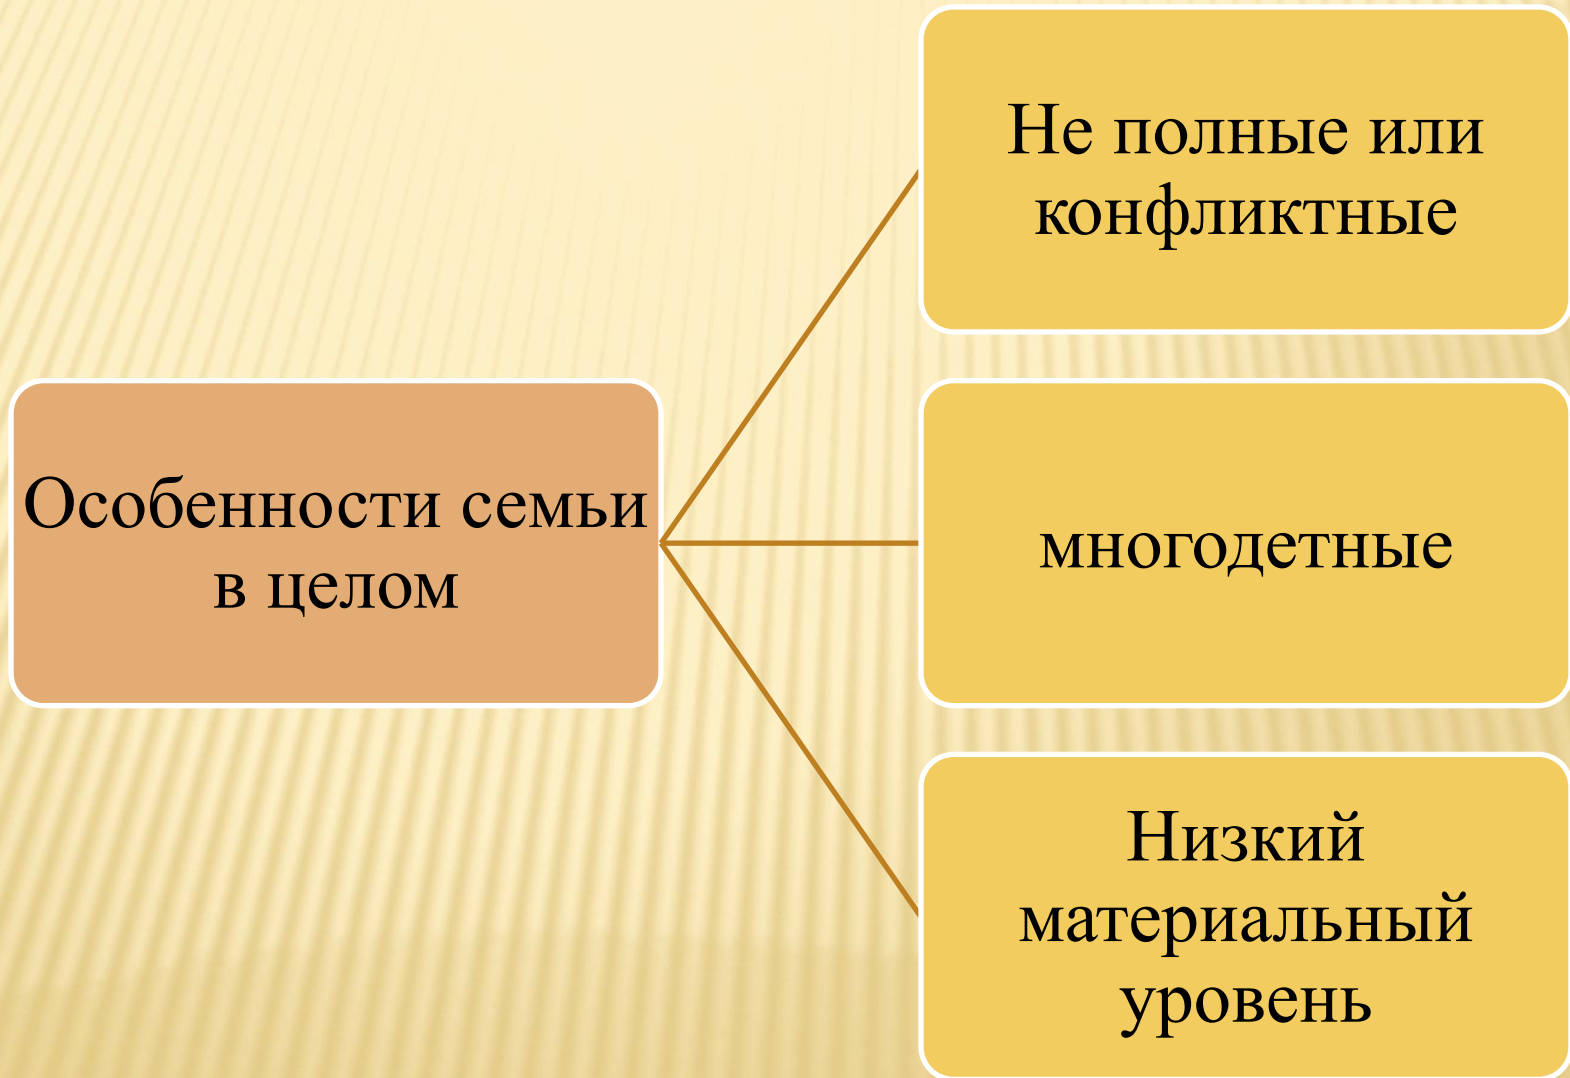 Не полные или
конфликтные
Особенности семьи
в целом
многодетные
Низкий
материальный
уровень